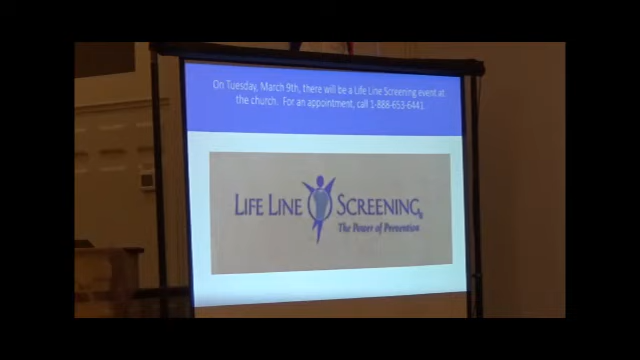 On Tuesday, March 9th, there will be a Life Line Screening event at
the church. For an appointment, call 1-888-653-6441.
LIFE LINE SCREENING
The Power of Prevention